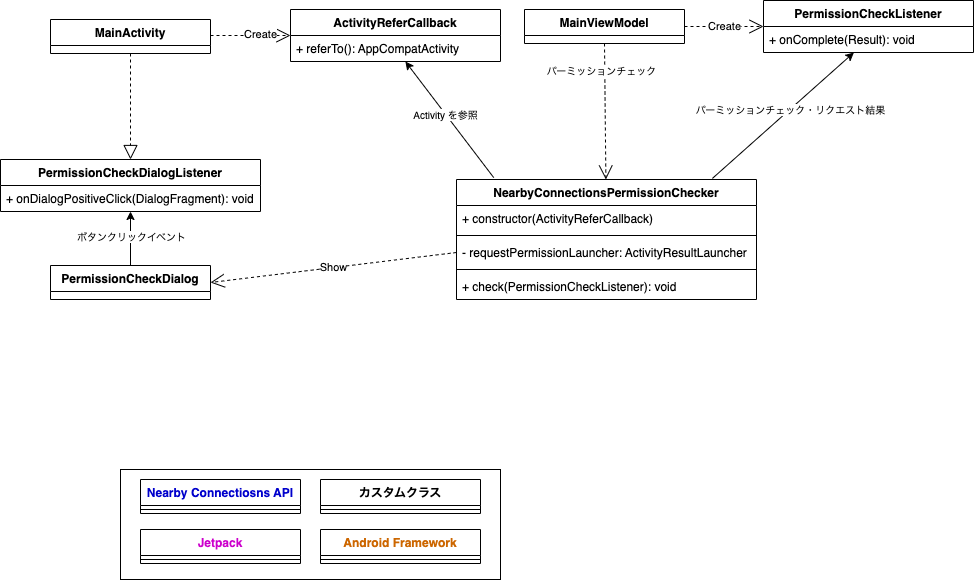 MainActivity
Create
ActivityReferCallback
+ referTo(): AppCompatActivity
MainViewModel
Create
PermissionCheckListener
+ onComplete(Result): void
パーミッションチェック
Activity を参照
パーミッションチェック・リクエスト結果
PermissionCheckDialogListener
+ onDialogPositiveClick(DialogFragment): void
ボタンクリックイベント
PermissionCheckDialog
Show
NearbyConnectionsPermissionChecker
+ constructor(ActivityReferCallback)
- requestPermissionLauncher: ActivityResultLauncher
+ check(PermissionCheckListener): void
Nearby Connectiosns API
カスタムクラス
Jetpack
Android Framework